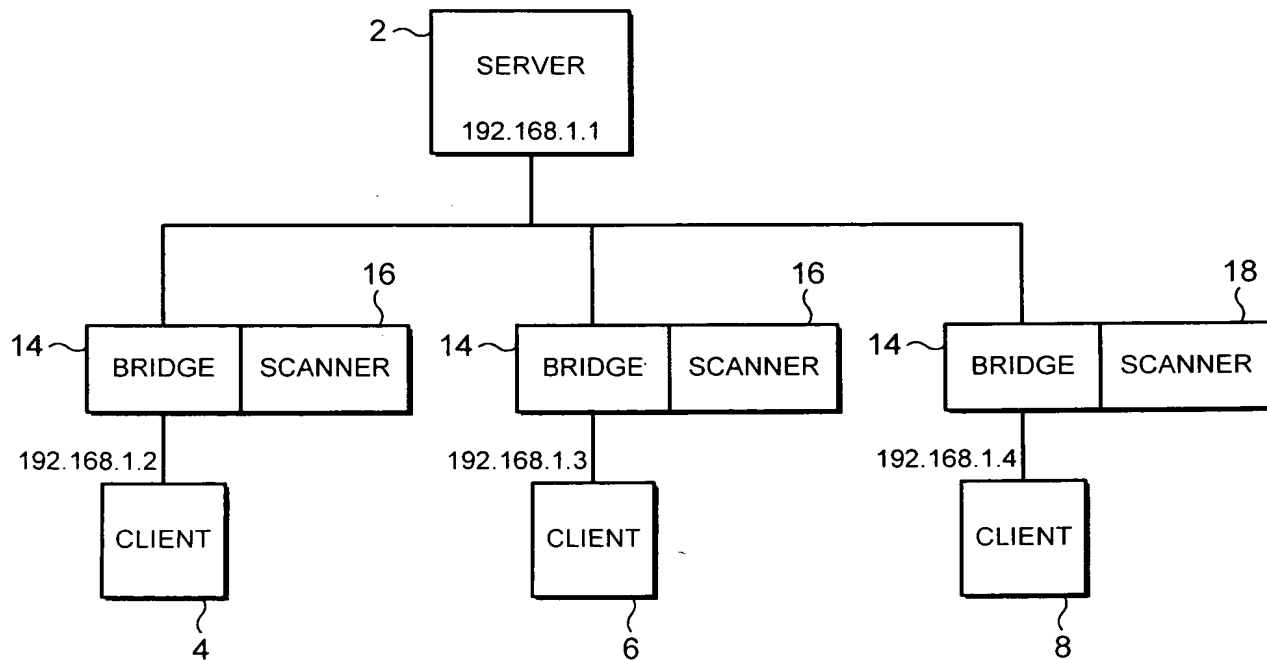 2
SERVER
192.168.1.1
16
16
18
14
BRIDGE
SCANNER
14
BRIDGE
SCANNER
14
BRIDGE
SCANNER
192.168.1.2
192.168.1.3
192.168.1.4
CLIENT
CLIENT
CLIENT
4
6
8